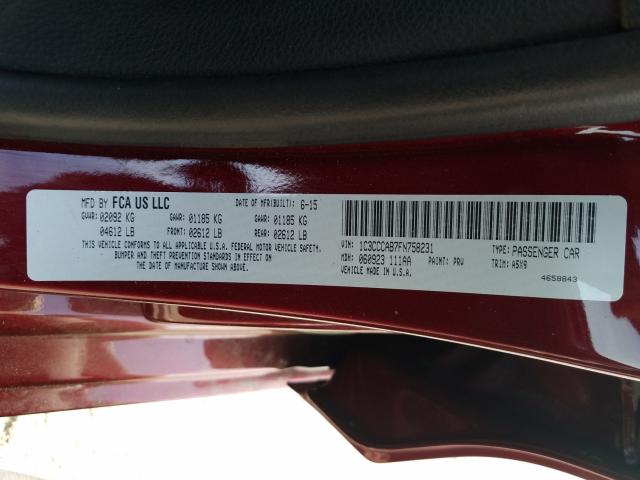 MFD BY FCA US LLC DATE OF MFR(BUILT): 6-15
GVWR: 02092 KG GAWR: 01185 KG GAWR: 01185 KG
04612 LB FRONT: 02612 LB REAR: 02612 LB
THIS VEHICLE CONFORMS TO ALL APPLICABLE U.S.A. FEDERAL MOTOR VEHICLE SAFETY,
BUMPER AND THEFT PREVENTION STANDARDS IN EFFECT ON
THE DATE OF MANUFACTURE SHOWN ABOVE.
VIN: 1C3CCCAB7FN758231 TYPE: PASSENGER CAR
MDH: 060923 111AA PAINT: PRV TRIM: A5X9
MADE IN U.S.A. 4658843